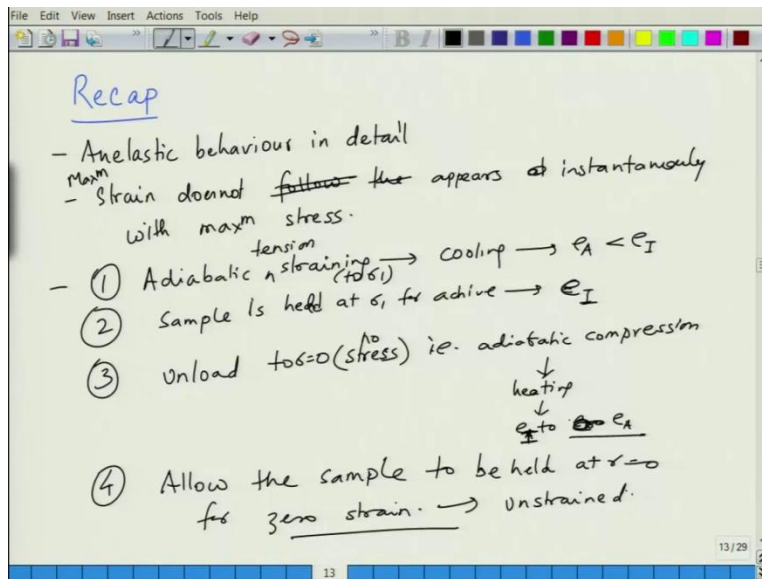 File Edit View Insert Actions Tools Help
B I
Recap
- Anelastic behaviour in detail
Maxm
- Strain doesnot follow the appears at instantaneously
with maxm stress.
tension
- ① Adiabatic ^ straining → cooling → eA < eI
(to σ1)
② Sample is held at σ1 for achive → eI
③ Unload to σ=0 (no stress) ie. adiabatic compression
↓
heating
↓
eI to eA
④ Allow the sample to be held at σ=0
for zero strain. → unstrained.
13/29
13